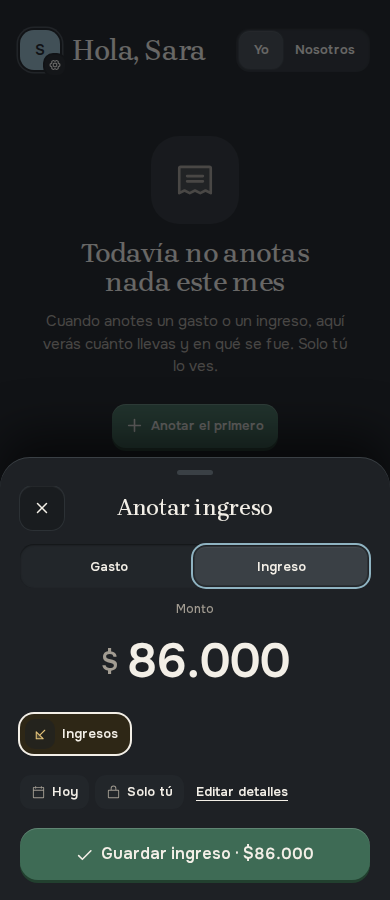 S
Hola, Sara
Yo
Nosotros
Todavía no anotas
nada este mes
Cuando anotes un gasto o un ingreso, aquí
verás cuánto llevas y en qué se fue. Solo tú
lo ves.
Anotar el primero
Anotar ingreso
Gasto
Ingreso
Monto
$ 86.000
Ingresos
Hoy
Solo tú
Editar detalles
Guardar ingreso · $86.000